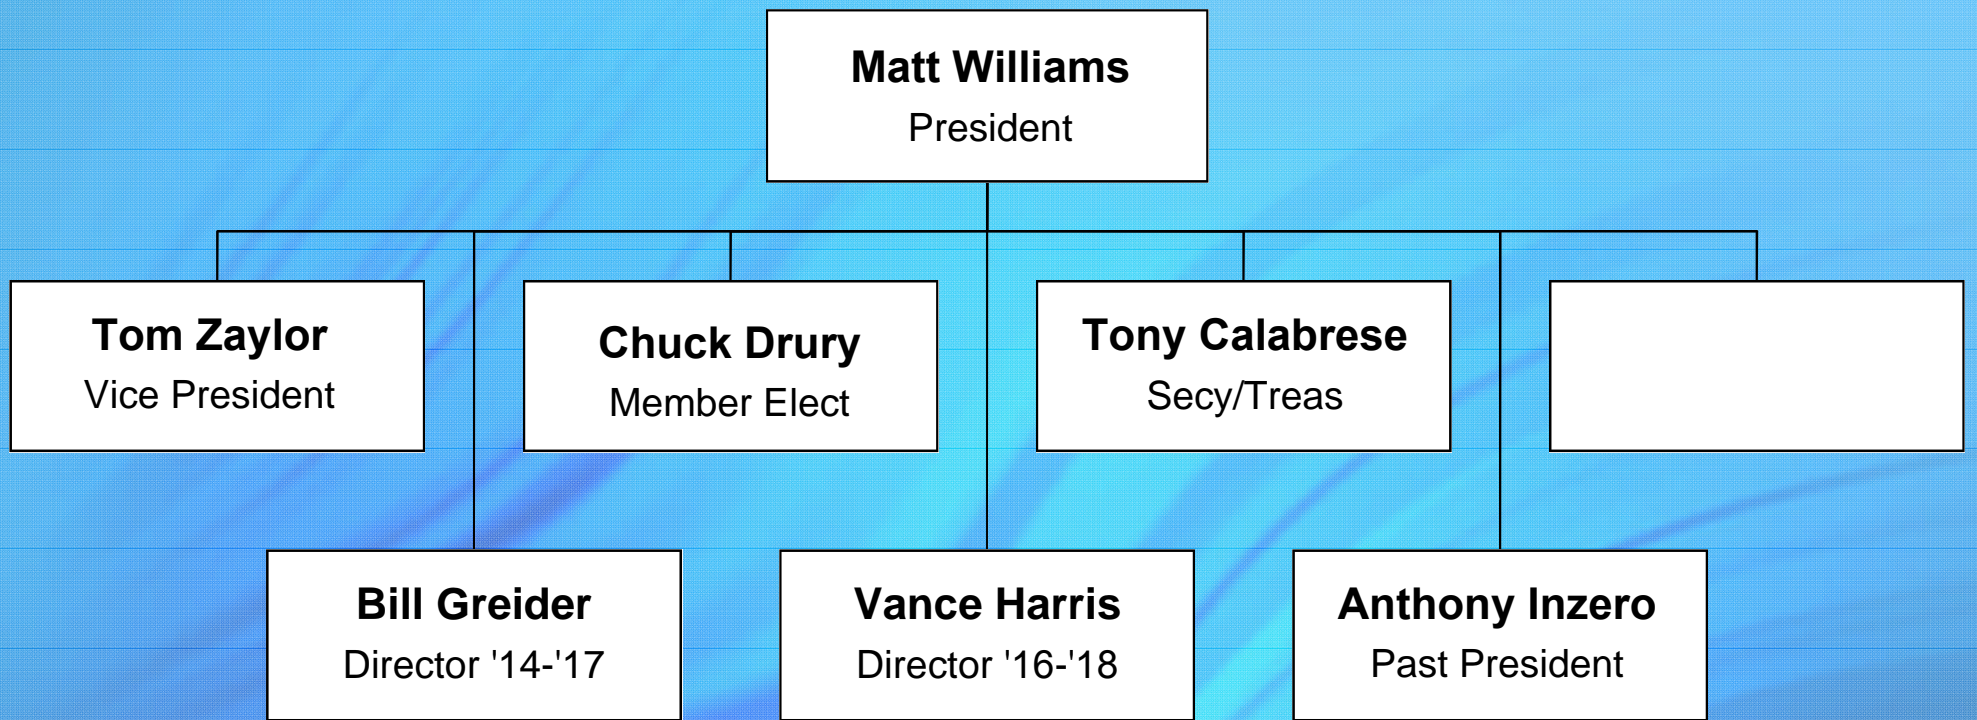 Matt Williams
President
Tom Zaylor
Vice President
Chuck Drury
Member Elect
Tony Calabrese
Secy/Treas
Bill Greider
Director '14-'17
Vance Harris
Director '16-'18
Anthony Inzero
Past President